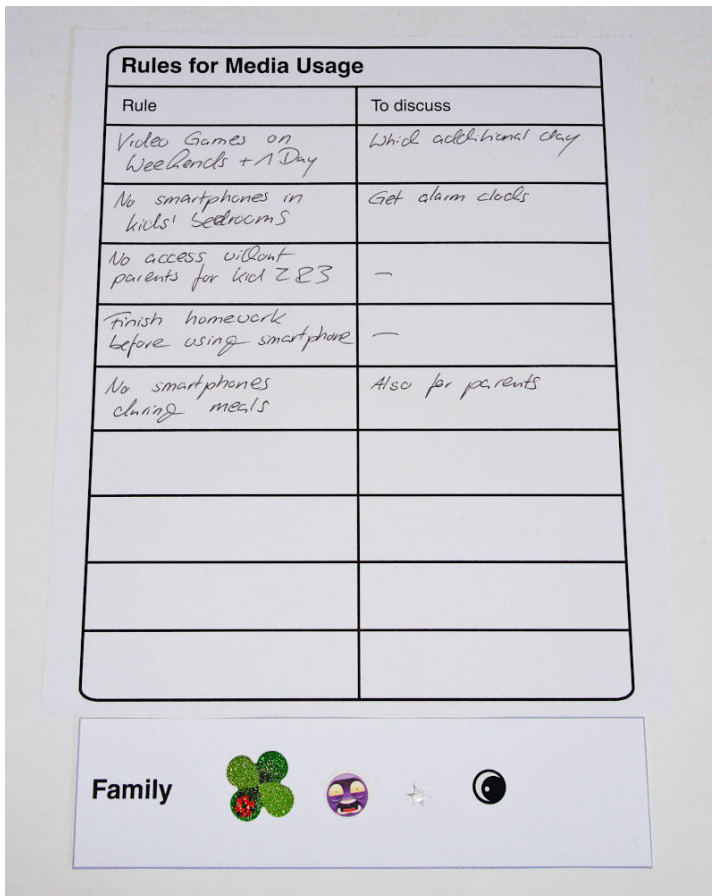 Rules for Media Usage
Rule
To discuss
Video Games on
Weekends + 1 Day
Which additional day
No smartphones in
kids' bedrooms
Get alarm clocks
No access without
parents for kid 2&3
—
Finish homework
before using smartphone
—
No smartphones
during meals
Also for parents
Family